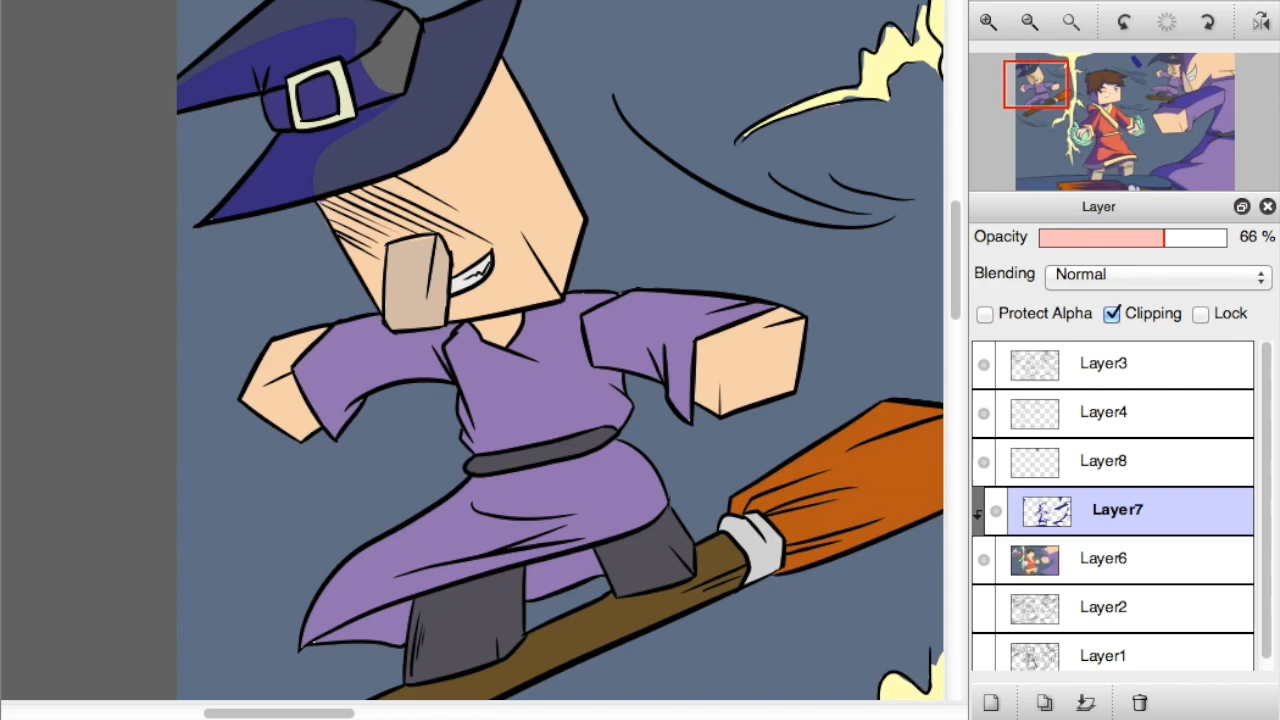 Layer
Opacity 66 %
Blending Normal
Protect Alpha Clipping Lock
Layer3
Layer4
Layer8
Layer7
Layer6
Layer2
Layer1